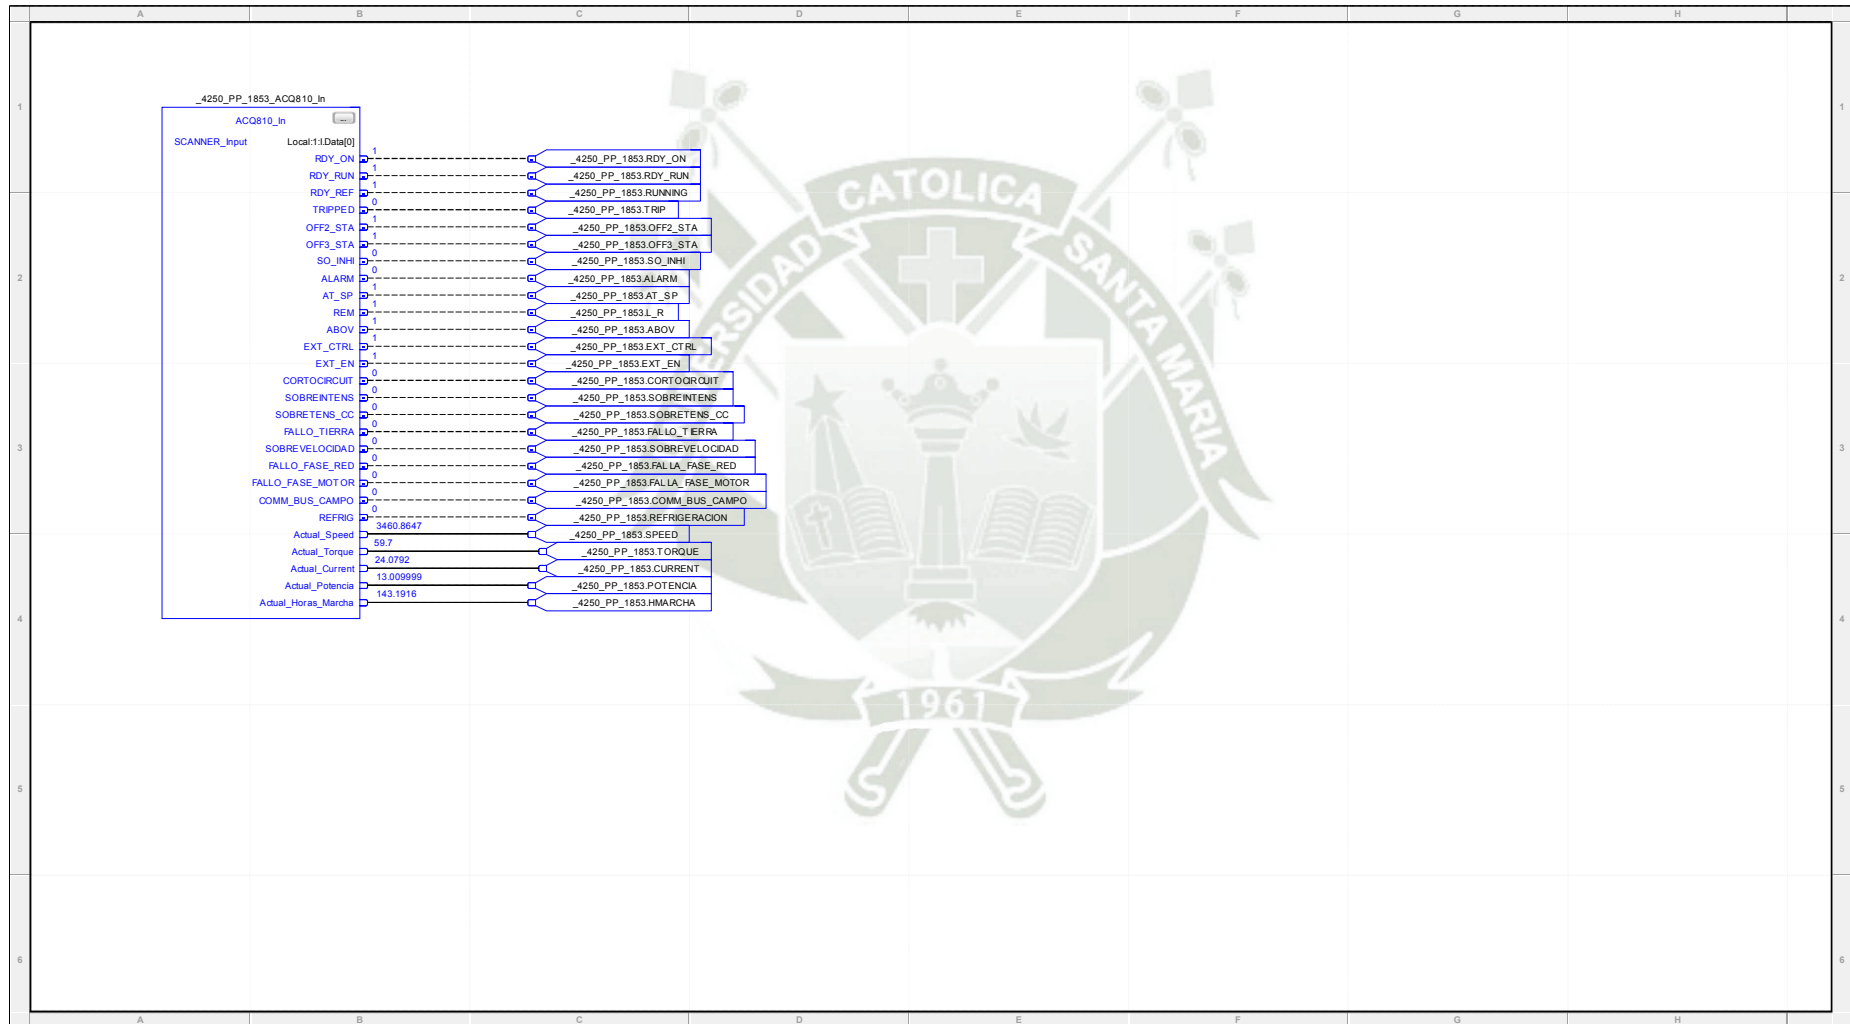 A B C D E F G H
_4250_PP_1853_ACQ810_In
1 1
ACQ810_In ...
SCANNER_Input Local:1:I.Data[0]
RDY_ON 1 _4250_PP_1853.RDY_ON
RDY_RUN 1 _4250_PP_1853.RDY_RUN
RDY_REF 1 _4250_PP_1853.RUNNING
TRIPPED 0 _4250_PP_1853.TRIP
OFF2_STA 1 _4250_PP_1853.OFF2_STA
OFF3_STA 1 _4250_PP_1853.OFF3_STA
SO_INHI 0 _4250_PP_1853.SO_INHI
2 ALARM 0 _4250_PP_1853.ALARM 2
AT_SP 1 _4250_PP_1853.AT_SP
REM 1 _4250_PP_1853.L_R
ABOV 1 _4250_PP_1853.ABOV
EXT_CTRL 1 _4250_PP_1853.EXT_CTRL
EXT_EN 1 _4250_PP_1853.EXT_EN
CORTOCIRCUIT 0 _4250_PP_1853.CORTOCIRCUIT
SOBREINTENS 0 _4250_PP_1853.SOBREINTENS
SOBRETENS_CC 0 _4250_PP_1853.SOBRETENS_CC
FALLO_TIERRA 0 _4250_PP_1853.FALLO_TIERRA
3 SOBREVELOCIDAD 0 _4250_PP_1853.SOBREVELOCIDAD 3
FALLO_FASE_RED 0 _4250_PP_1853.FALLA_FASE_RED
FALLO_FASE_MOTOR 0 _4250_PP_1853.FALLA_FASE_MOTOR
COMM_BUS_CAMPO 0 _4250_PP_1853.COMM_BUS_CAMPO
REFRIG 0 _4250_PP_1853.REFRIGERACION
Actual_Speed 3460.8647 _4250_PP_1853.SPEED
Actual_Torque 59.7 _4250_PP_1853.TORQUE
Actual_Current 24.0792 _4250_PP_1853.CURRENT
Actual_Potencia 13.009999 _4250_PP_1853.POTENCIA
Actual_Horas_Marcha 143.1916 _4250_PP_1853.HMARCHA
4 4
CATOLICA
SANTA MARIA
1961
5 5
6 6
A B C D E F G H